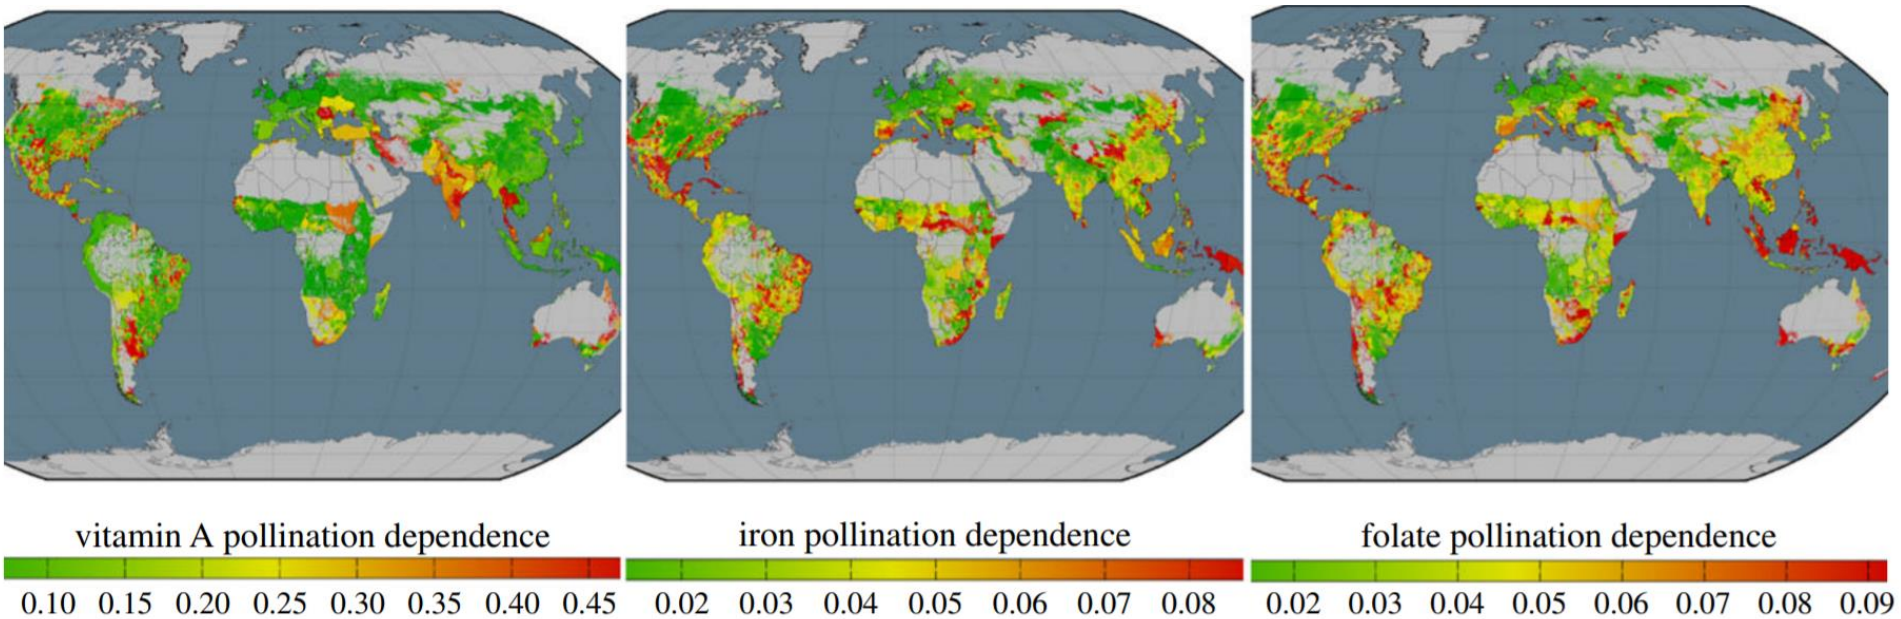 vitamin A pollination dependence
0.10 0.15 0.20 0.25 0.30 0.35 0.40 0.45
iron pollination dependence
0.02 0.03 0.04 0.05 0.06 0.07 0.08
folate pollination dependence
0.02 0.03 0.04 0.05 0.06 0.07 0.08 0.09